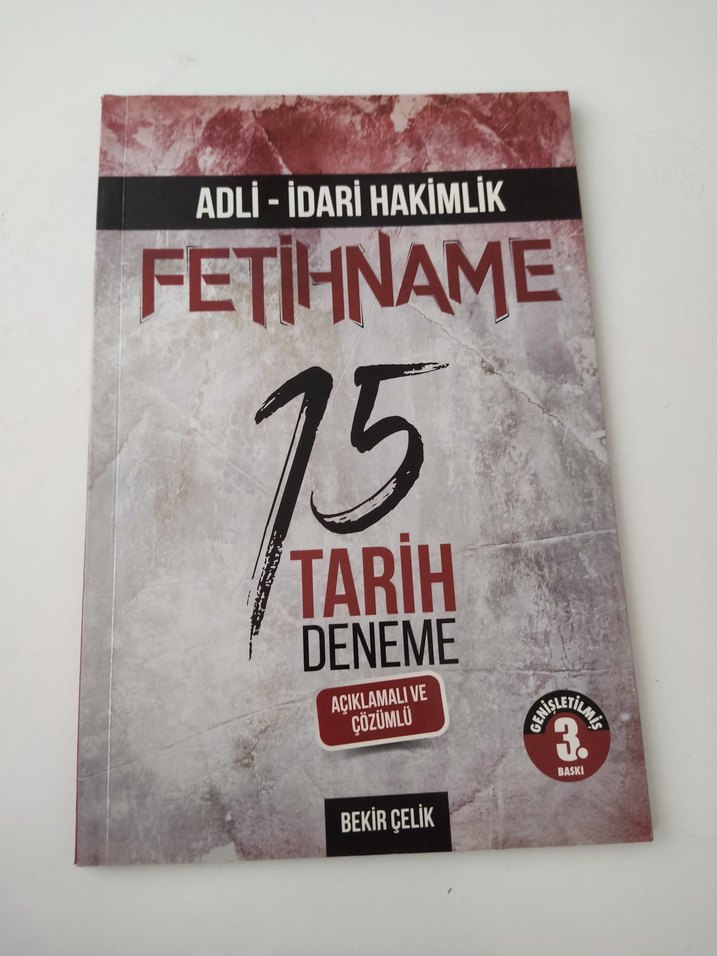 ADLİ - İDARİ HAKİMLİK
FETİHNAME
15
TARİH
DENEME
AÇIKLAMALI VE
ÇÖZÜMLÜ
GENİŞLETİLMİŞ
3.
BASKI
BEKİR ÇELİK